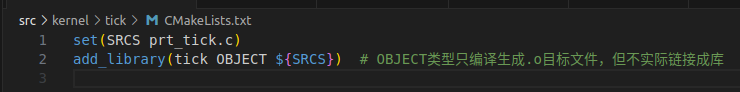 src > kernel > tick > M CMakeLists.txt
1 set(SRCS prt_tick.c)
2 add_library(tick OBJECT ${SRCS}) # OBJECT类型只编译生成.o目标文件，但不实际链接成库
3